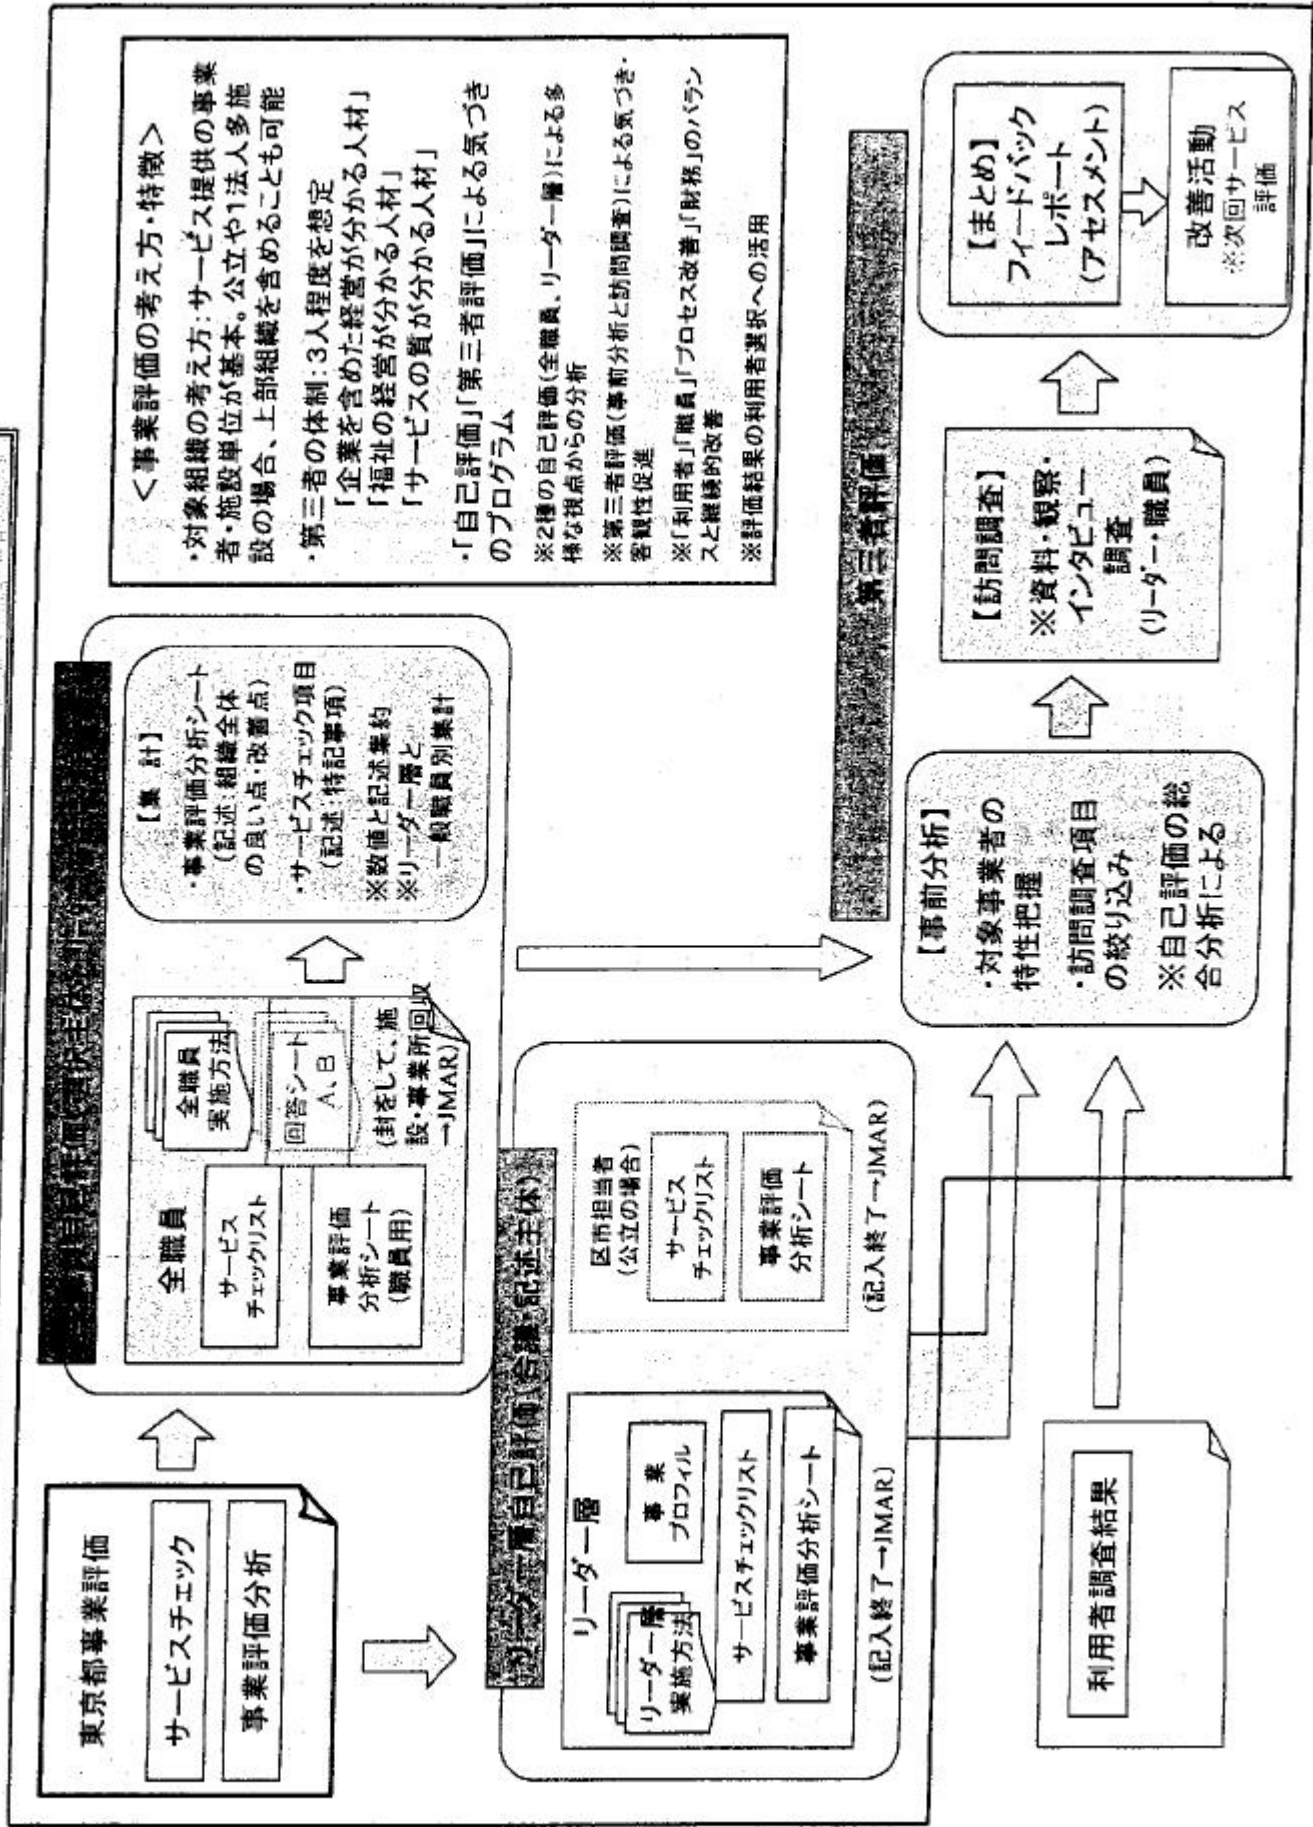 東京都事業評価
サービスチェック
事業評価分析
全職員
サービス
チェックリスト
事業評価
分析シート
(職員用)
全職員
実施方法
回答シート
A、B
(封をして、施
設・事業所回収
→JMAR)
【集 計】
・事業評価分析シート
(記述:組織全体
の良い点・改善点)
・サービスチェック項目
(記述:特記事項)
※数値と記述集約
※リーダー層と
一般職員別集計
<事業評価の考え方・特徴>
・対象組織の考え方:サービス提供の事業
者・施設単位が基本。公立や1法人多施
設の場合、上部組織を含めることも可能
・第三者の体制:3人程度を想定
「企業を含めた経営が分かる人材」
「福祉の経営が分かる人材」
「サービスの質が分かる人材」
・「自己評価」「第三者評価」による気づき
のプログラム
※2種の自己評価(全職員、リーダー層)による多
様な視点からの分析
※第三者評価(事前分析と訪問調査)による気づき・
客観性促進
※「利用者」「職員」「プロセス改善」「財務」のバラン
スと継続的改善
※評価結果の利用者選択への活用
リーダー層自己評価(合議・記述主体)
リーダー層
リーダー層
実施方法
事 業
プロフィル
サービスチェックリスト
事業評価分析シート
(記入終了→JMAR)
区市担当者
(公立の場合)
サービス
チェックリスト
事業評価
分析シート
(記入終了→JMAR)
第三者評価
【事前分析】
・対象事業者の
特性把握
・訪問調査項目
の絞り込み
※自己評価の総
合分析による
【訪問調査】
※資料・観察・
インタビュー
調査
(リーダー・職員)
【まとめ】
フィードバック
レポート
(アセスメント)
改善活動
※次回サービス
評価
利用者調査結果